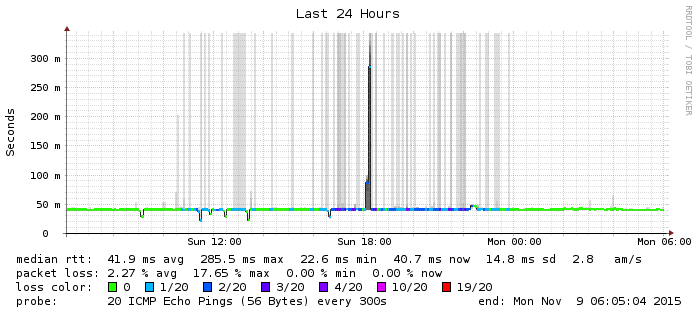 Last 24 Hours
RRDTOOL / TOBI OETIKER
Seconds
300 m
250 m
200 m
150 m
100 m
50 m
0
Sun 12:00 Sun 18:00 Mon 00:00 Mon 06:00
median rtt: 41.9 ms avg 285.5 ms max 22.6 ms min 40.7 ms now 14.8 ms sd 2.8 am/s
packet loss: 2.27 % avg 17.65 % max 0.00 % min 0.00 % now
loss color: 0 1/20 2/20 3/20 4/20 10/20 19/20
probe: 20 ICMP Echo Pings (56 Bytes) every 300s end: Mon Nov 9 06:05:04 2015